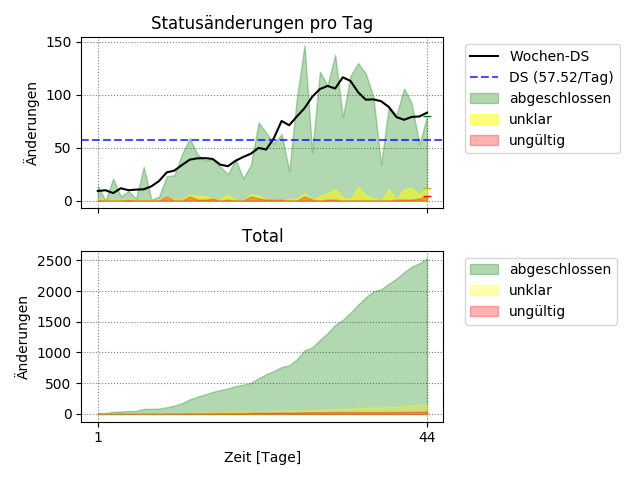 Statusänderungen pro Tag
150
100
50
0
Änderungen
Wochen-DS
DS (57.52/Tag)
abgeschlossen
unklar
ungültig
Total
2500
2000
1500
1000
500
0
Änderungen
1
44
Zeit [Tage]
abgeschlossen
unklar
ungültig